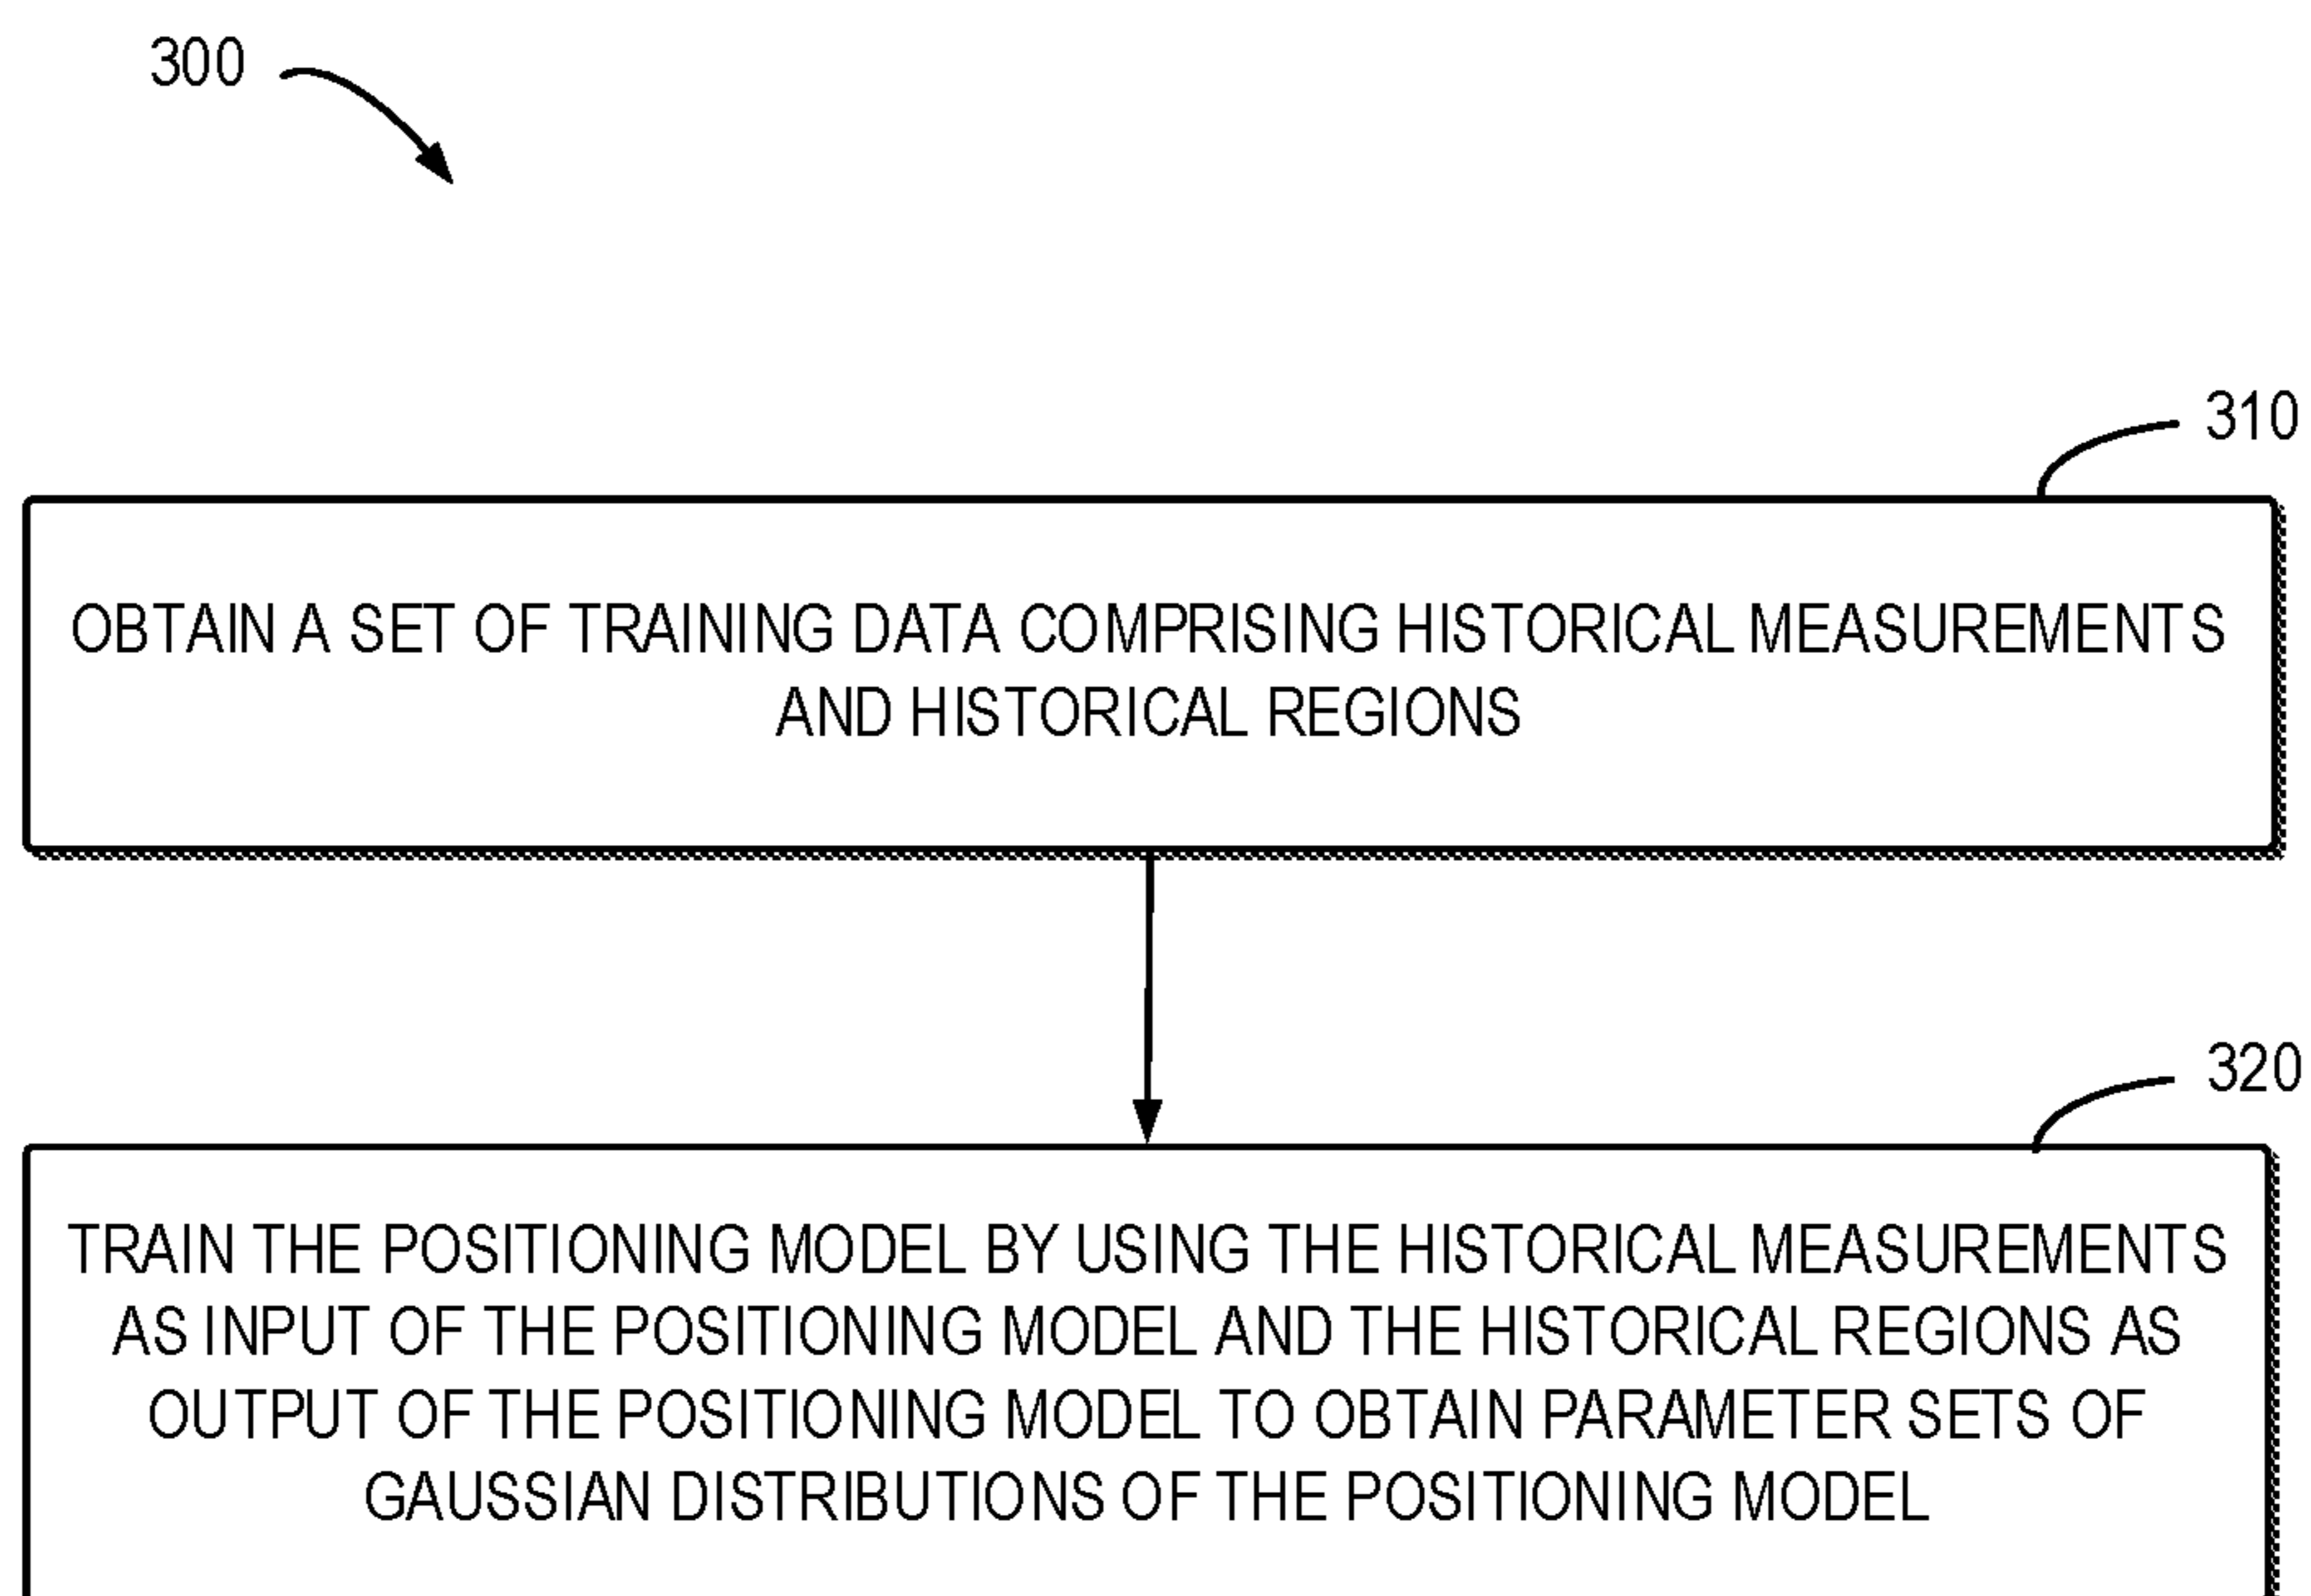 300
310
OBTAIN A SET OF TRAINING DATA COMPRISING HISTORICAL MEASUREMENTS
AND HISTORICAL REGIONS
320
TRAIN THE POSITIONING MODEL BY USING THE HISTORICAL MEASUREMENTS
AS INPUT OF THE POSITIONING MODEL AND THE HISTORICAL REGIONS AS
OUTPUT OF THE POSITIONING MODEL TO OBTAIN PARAMETER SETS OF
GAUSSIAN DISTRIBUTIONS OF THE POSITIONING MODEL